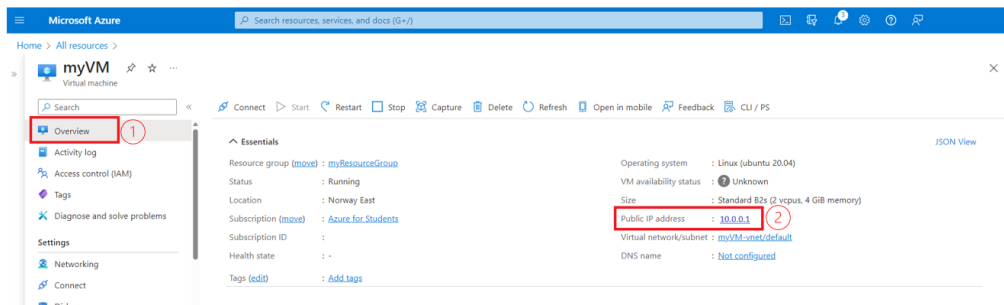 Microsoft Azure
Search resources, services, and docs (G+/)
3
Home > All resources >
myVM
Virtual machine
Search
Connect Start Restart Stop Capture Delete Refresh Open in mobile Feedback CLI / PS
Overview
1
Activity log
Access control (IAM)
Tags
Diagnose and solve problems
Settings
Networking
Connect
Essentials
JSON View
Resource group (move) : myResourceGroup
Status : Running
Location : Norway East
Subscription (move) : Azure for Students
Subscription ID :
Health state : -
Tags (edit) : Add tags
Operating system : Linux (ubuntu 20.04)
VM availability status : Unknown
Size : Standard B2s (2 vcpus, 4 GiB memory)
Public IP address : 10.0.0.1
2
Virtual network/subnet : myVM-vnet/default
DNS name : Not configured